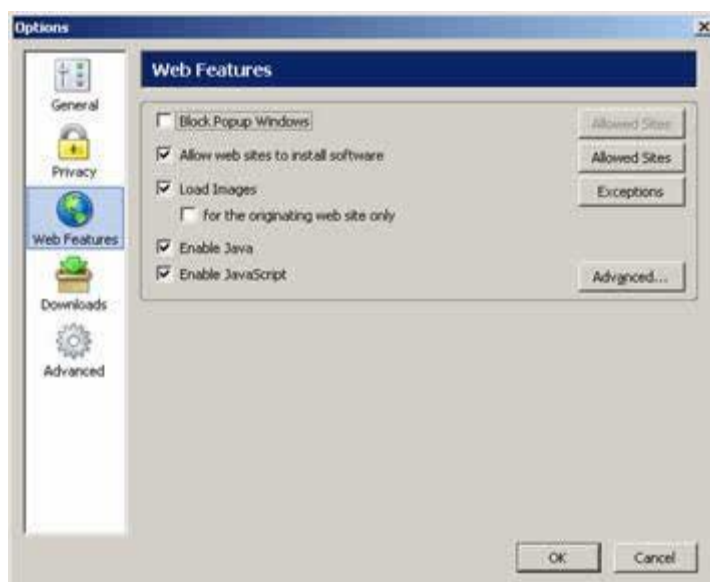 Options
General
Privacy
Web Features
Downloads
Advanced
Web Features
Block Popup Windows
Allowed Sites
Allow web sites to install software
Allowed Sites
Load Images
Exceptions
for the originating web site only
Enable Java
Enable JavaScript
Advanced...
OK
Cancel